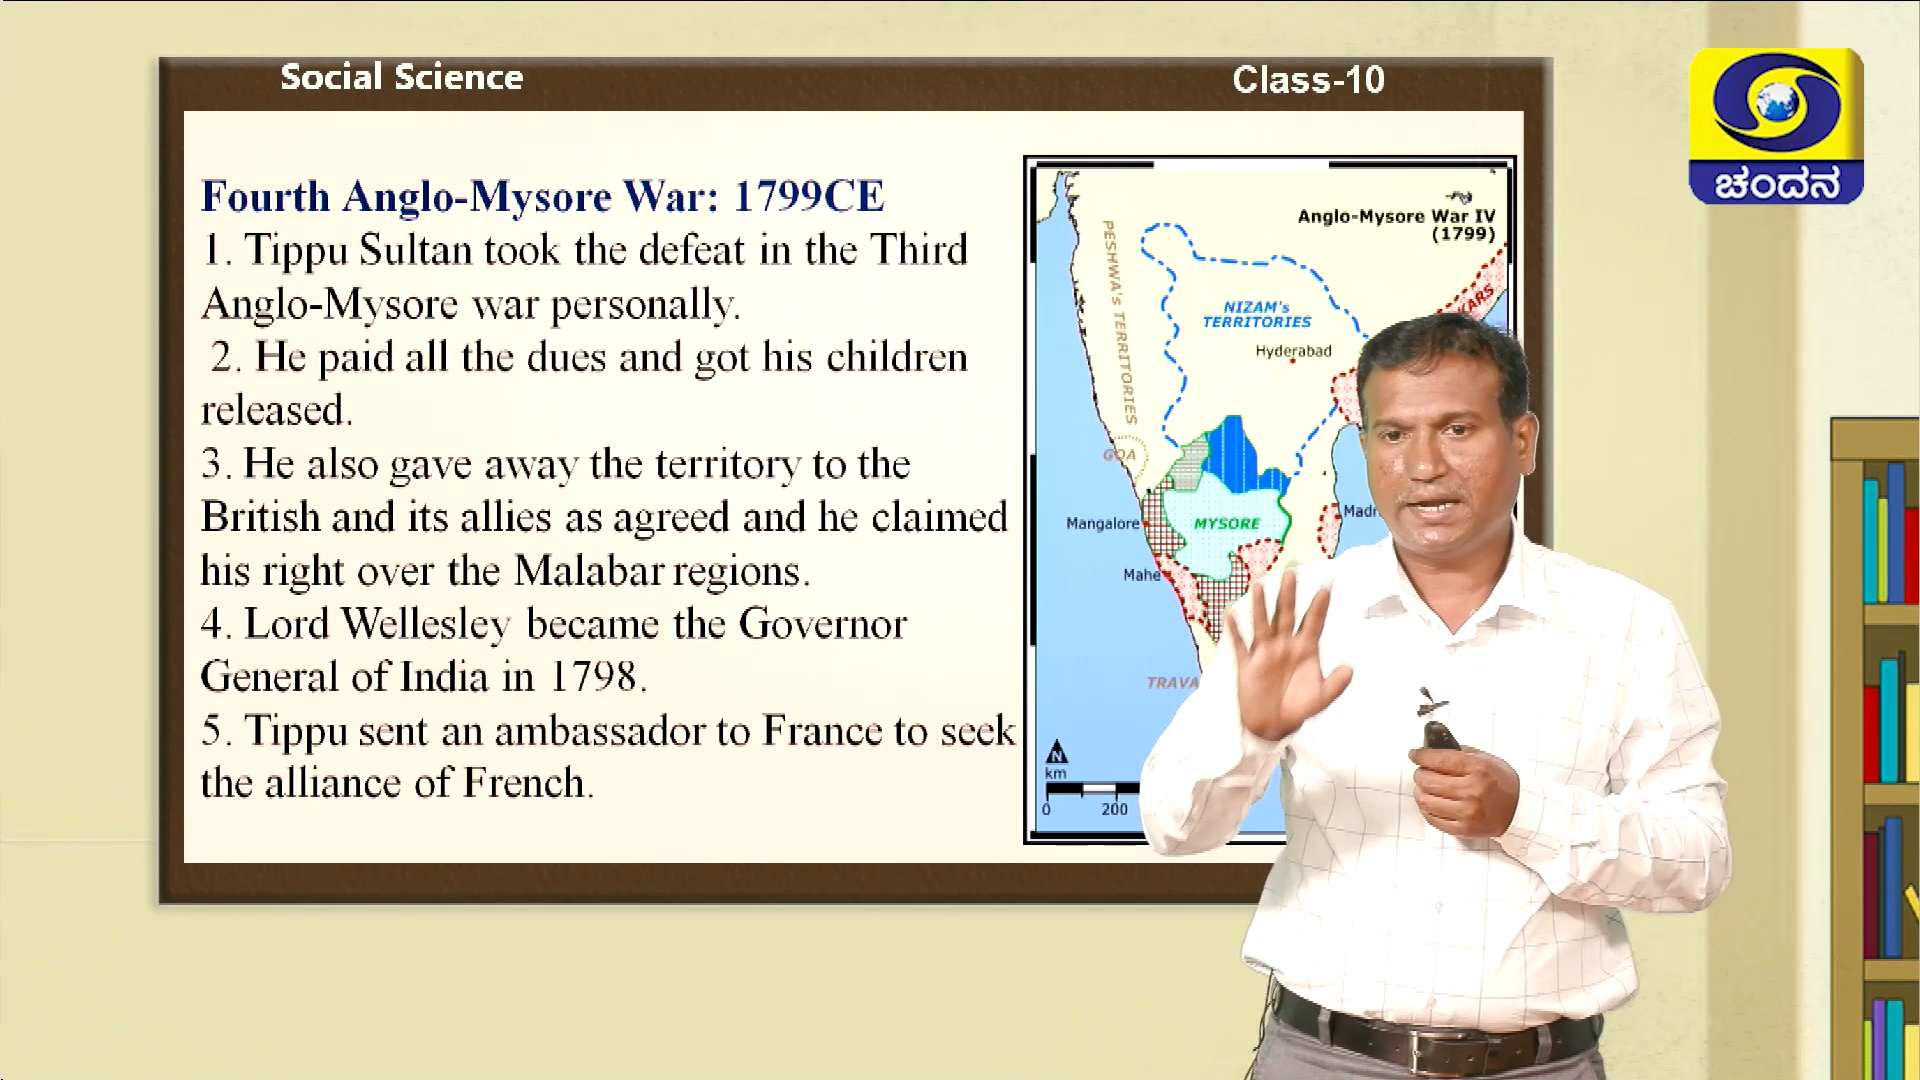 Social Science
Class-10
ಚಂದನ
Fourth Anglo-Mysore War: 1799CE
1. Tippu Sultan took the defeat in the Third
Anglo-Mysore war personally.
2. He paid all the dues and got his children
released.
3. He also gave away the territory to the
British and its allies as agreed and he claimed
his right over the Malabar regions.
4. Lord Wellesley became the Governor
General of India in 1798.
5. Tippu sent an ambassador to France to seek
the alliance of French.
Anglo-Mysore War IV
(1799)
PESHWA's TERRITORIES
NIZAM's
TERRITORIES
Hyderabad
KARS
GOA
Mangalore
MYSORE
Madr
Mahe
TRAVA
N
km
0 200